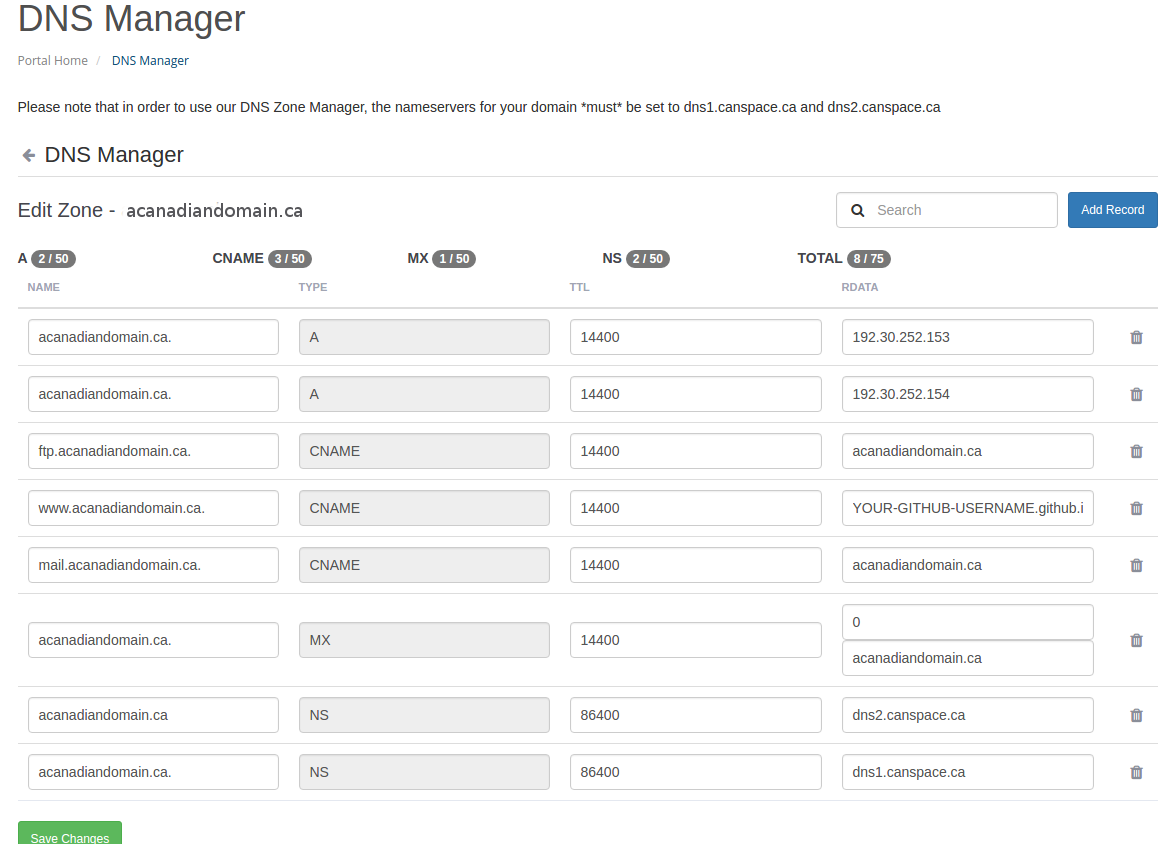 DNS Manager
Portal Home / DNS Manager
Please note that in order to use our DNS Zone Manager, the nameservers for your domain *must* be set to dns1.canspace.ca and dns2.canspace.ca
DNS Manager
Edit Zone - acanadiandomain.ca Search Add Record
A 2 / 50 CNAME 3 / 50 MX 1 / 50 NS 2 / 50 TOTAL 8 / 75
NAME TYPE TTL RDATA
acanadiandomain.ca. A 14400 192.30.252.153
acanadiandomain.ca. A 14400 192.30.252.154
ftp.acanadiandomain.ca. CNAME 14400 acanadiandomain.ca
www.acanadiandomain.ca. CNAME 14400 YOUR-GITHUB-USERNAME.github.i
mail.acanadiandomain.ca. CNAME 14400 acanadiandomain.ca
acanadiandomain.ca. MX 14400 0
acanadiandomain.ca
acanadiandomain.ca NS 86400 dns2.canspace.ca
acanadiandomain.ca. NS 86400 dns1.canspace.ca
Save Changes